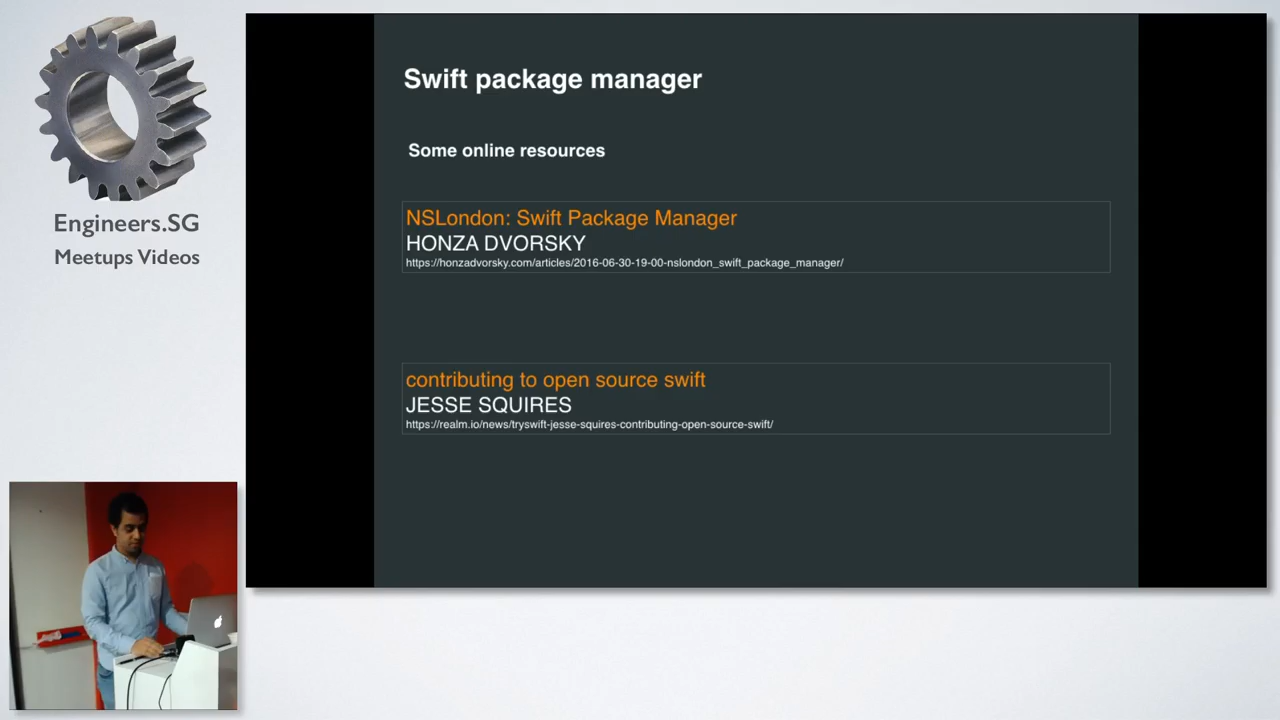 Engineers.SG
Meetups Videos
Swift package manager
Some online resources
NSLondon: Swift Package Manager
HONZA DVORSKY
https://honzadvorsky.com/articles/2016-06-30-19-00-nslondon_swift_package_manager/
contributing to open source swift
JESSE SQUIRES
https://realm.io/news/tryswift-jesse-squires-contributing-open-source-swift/